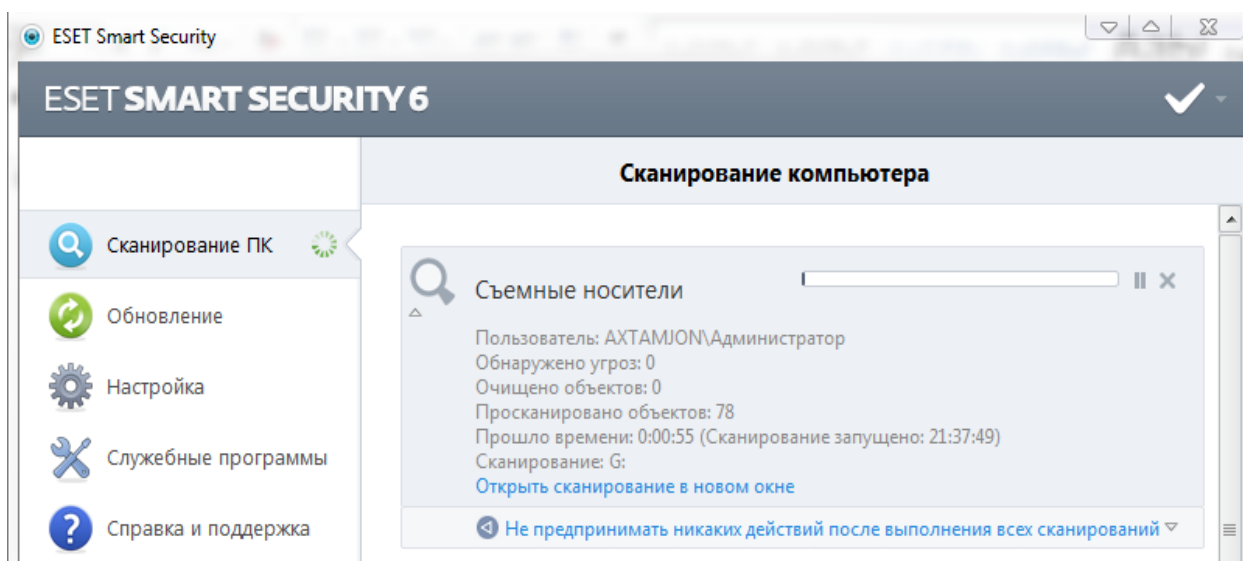 ESET Smart Security
ESET SMART SECURITY 6
Сканирование компьютера
Сканирование ПК
Обновление
Настройка
Служебные программы
Справка и поддержка
Съемные носители
Пользователь: AXTAMJON\Администратор
Обнаружено угроз: 0
Очищено объектов: 0
Просканировано объектов: 78
Прошло времени: 0:00:55 (Сканирование запущено: 21:37:49)
Сканирование: G:
Открыть сканирование в новом окне
Не предпринимать никаких действий после выполнения всех сканирований